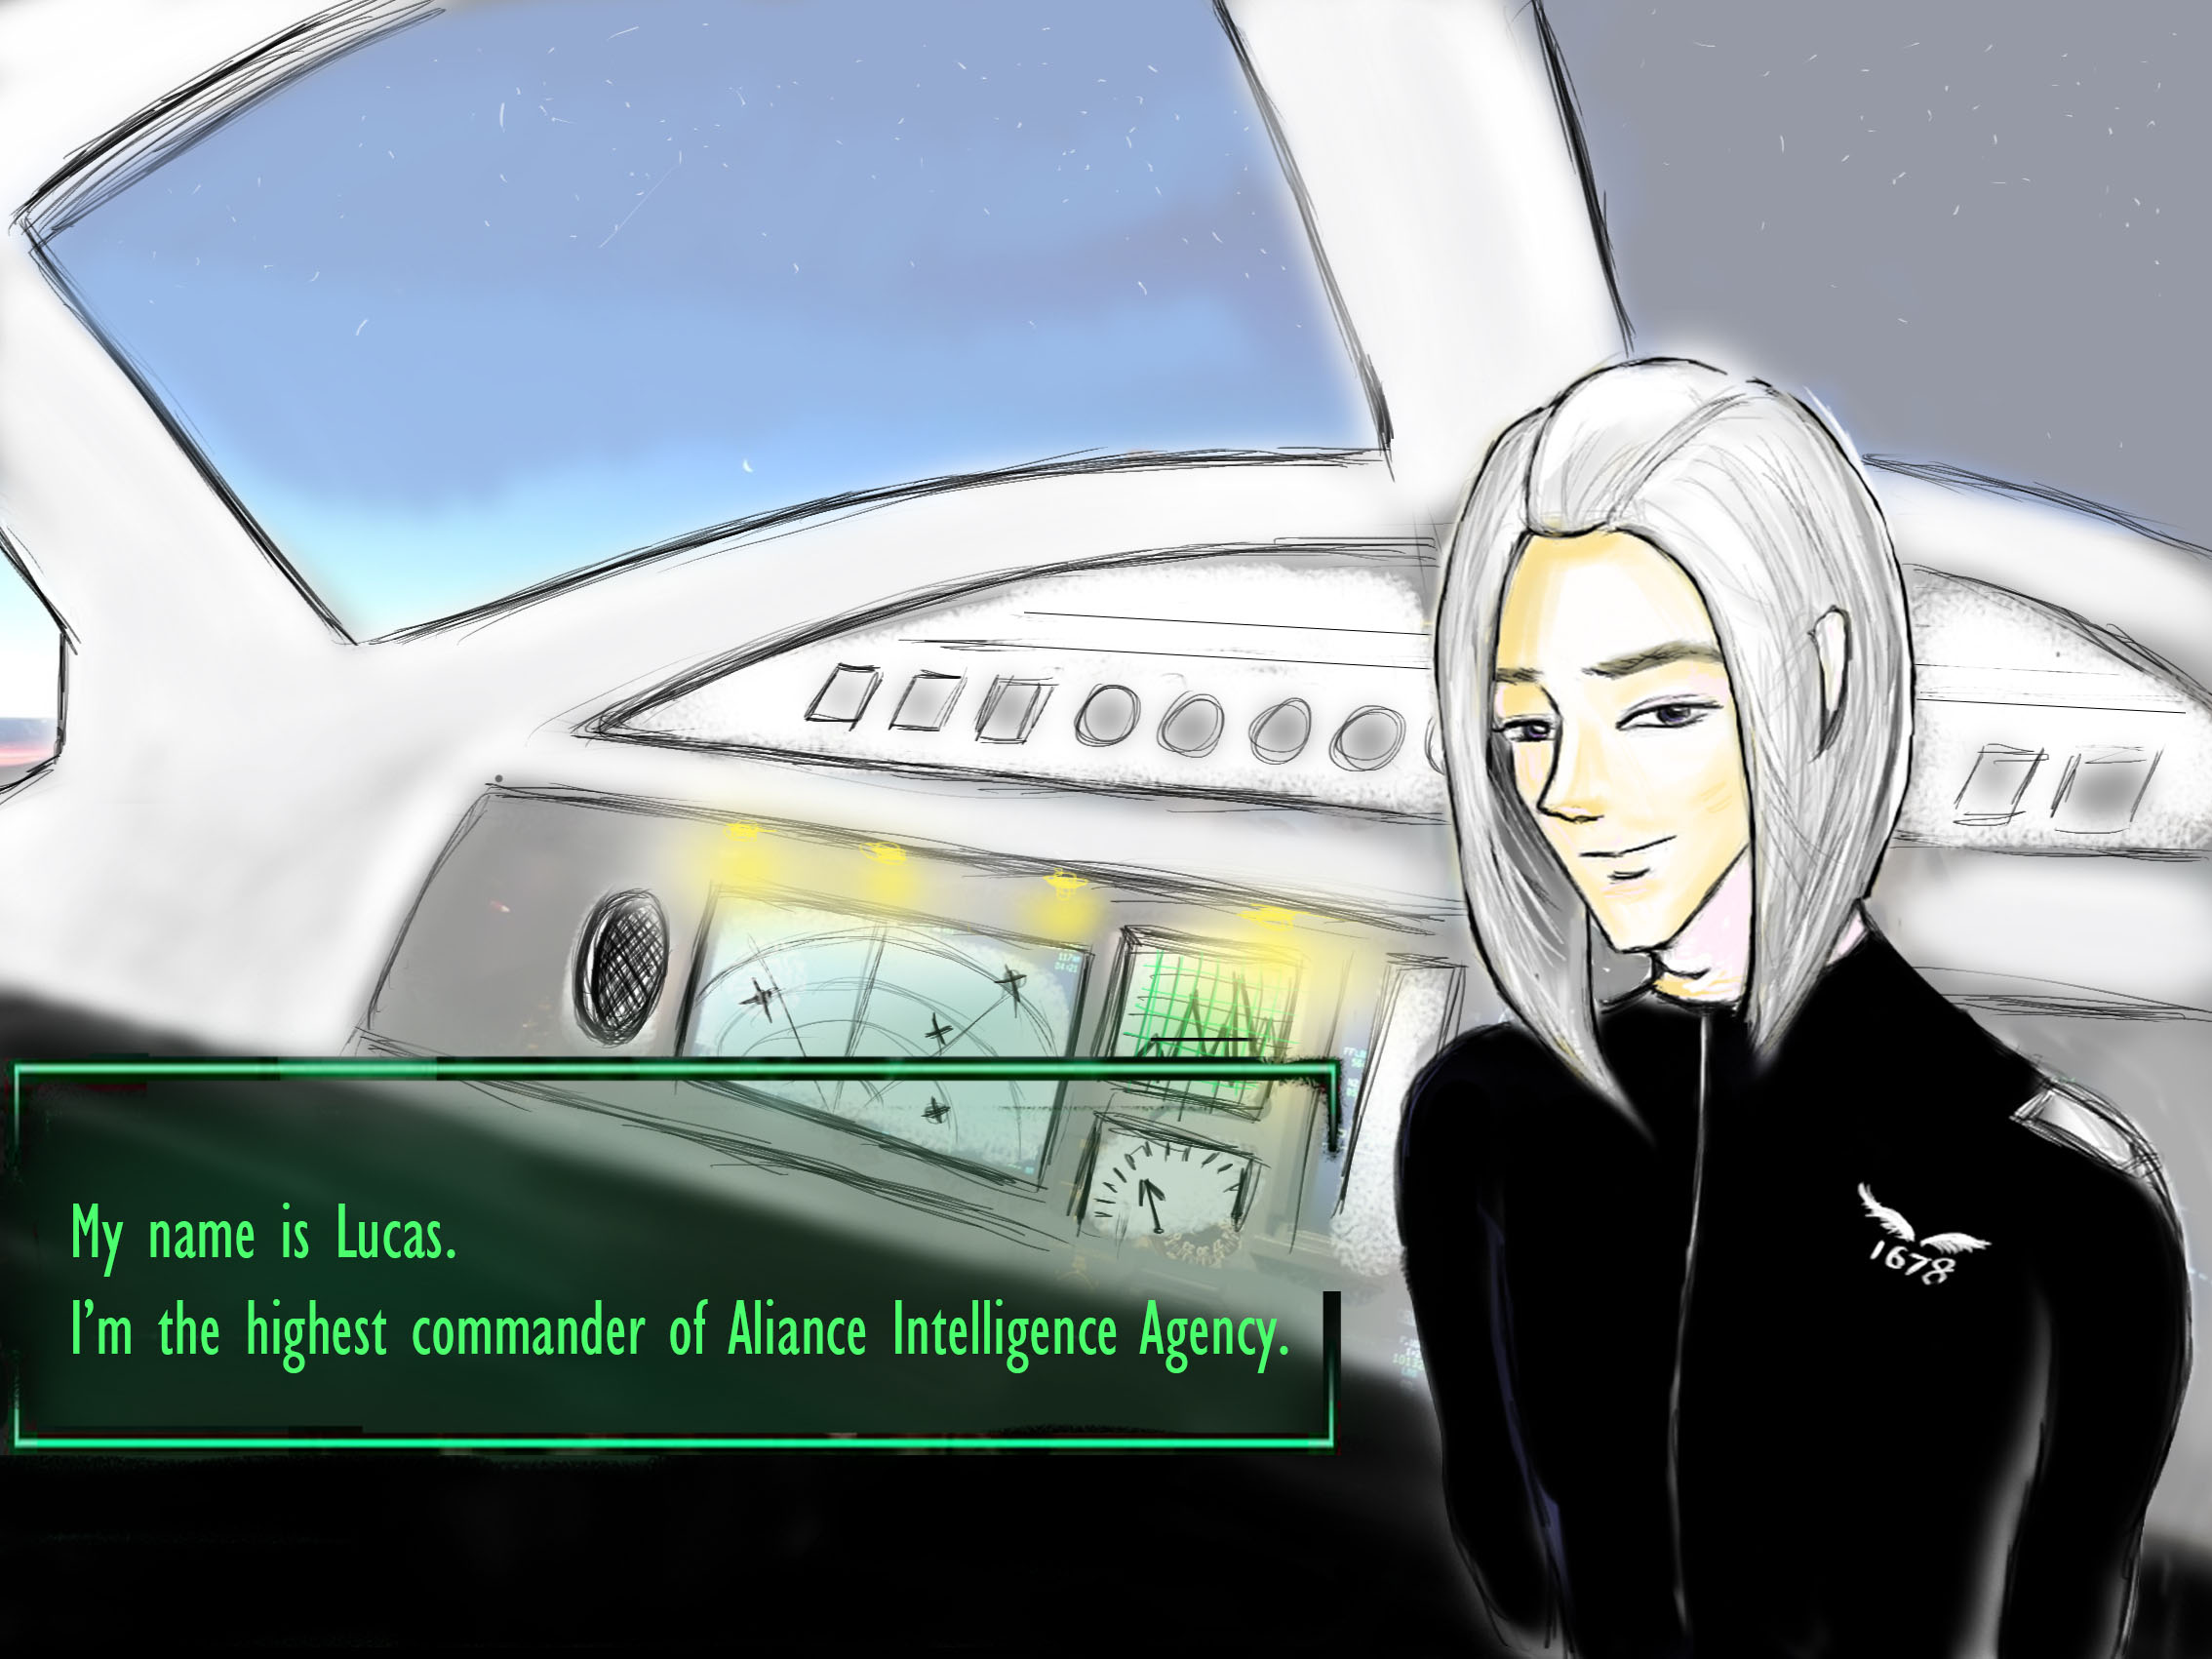 1678
My name is Lucas.
I'm the highest commander of Aliance Intelligence Agency.